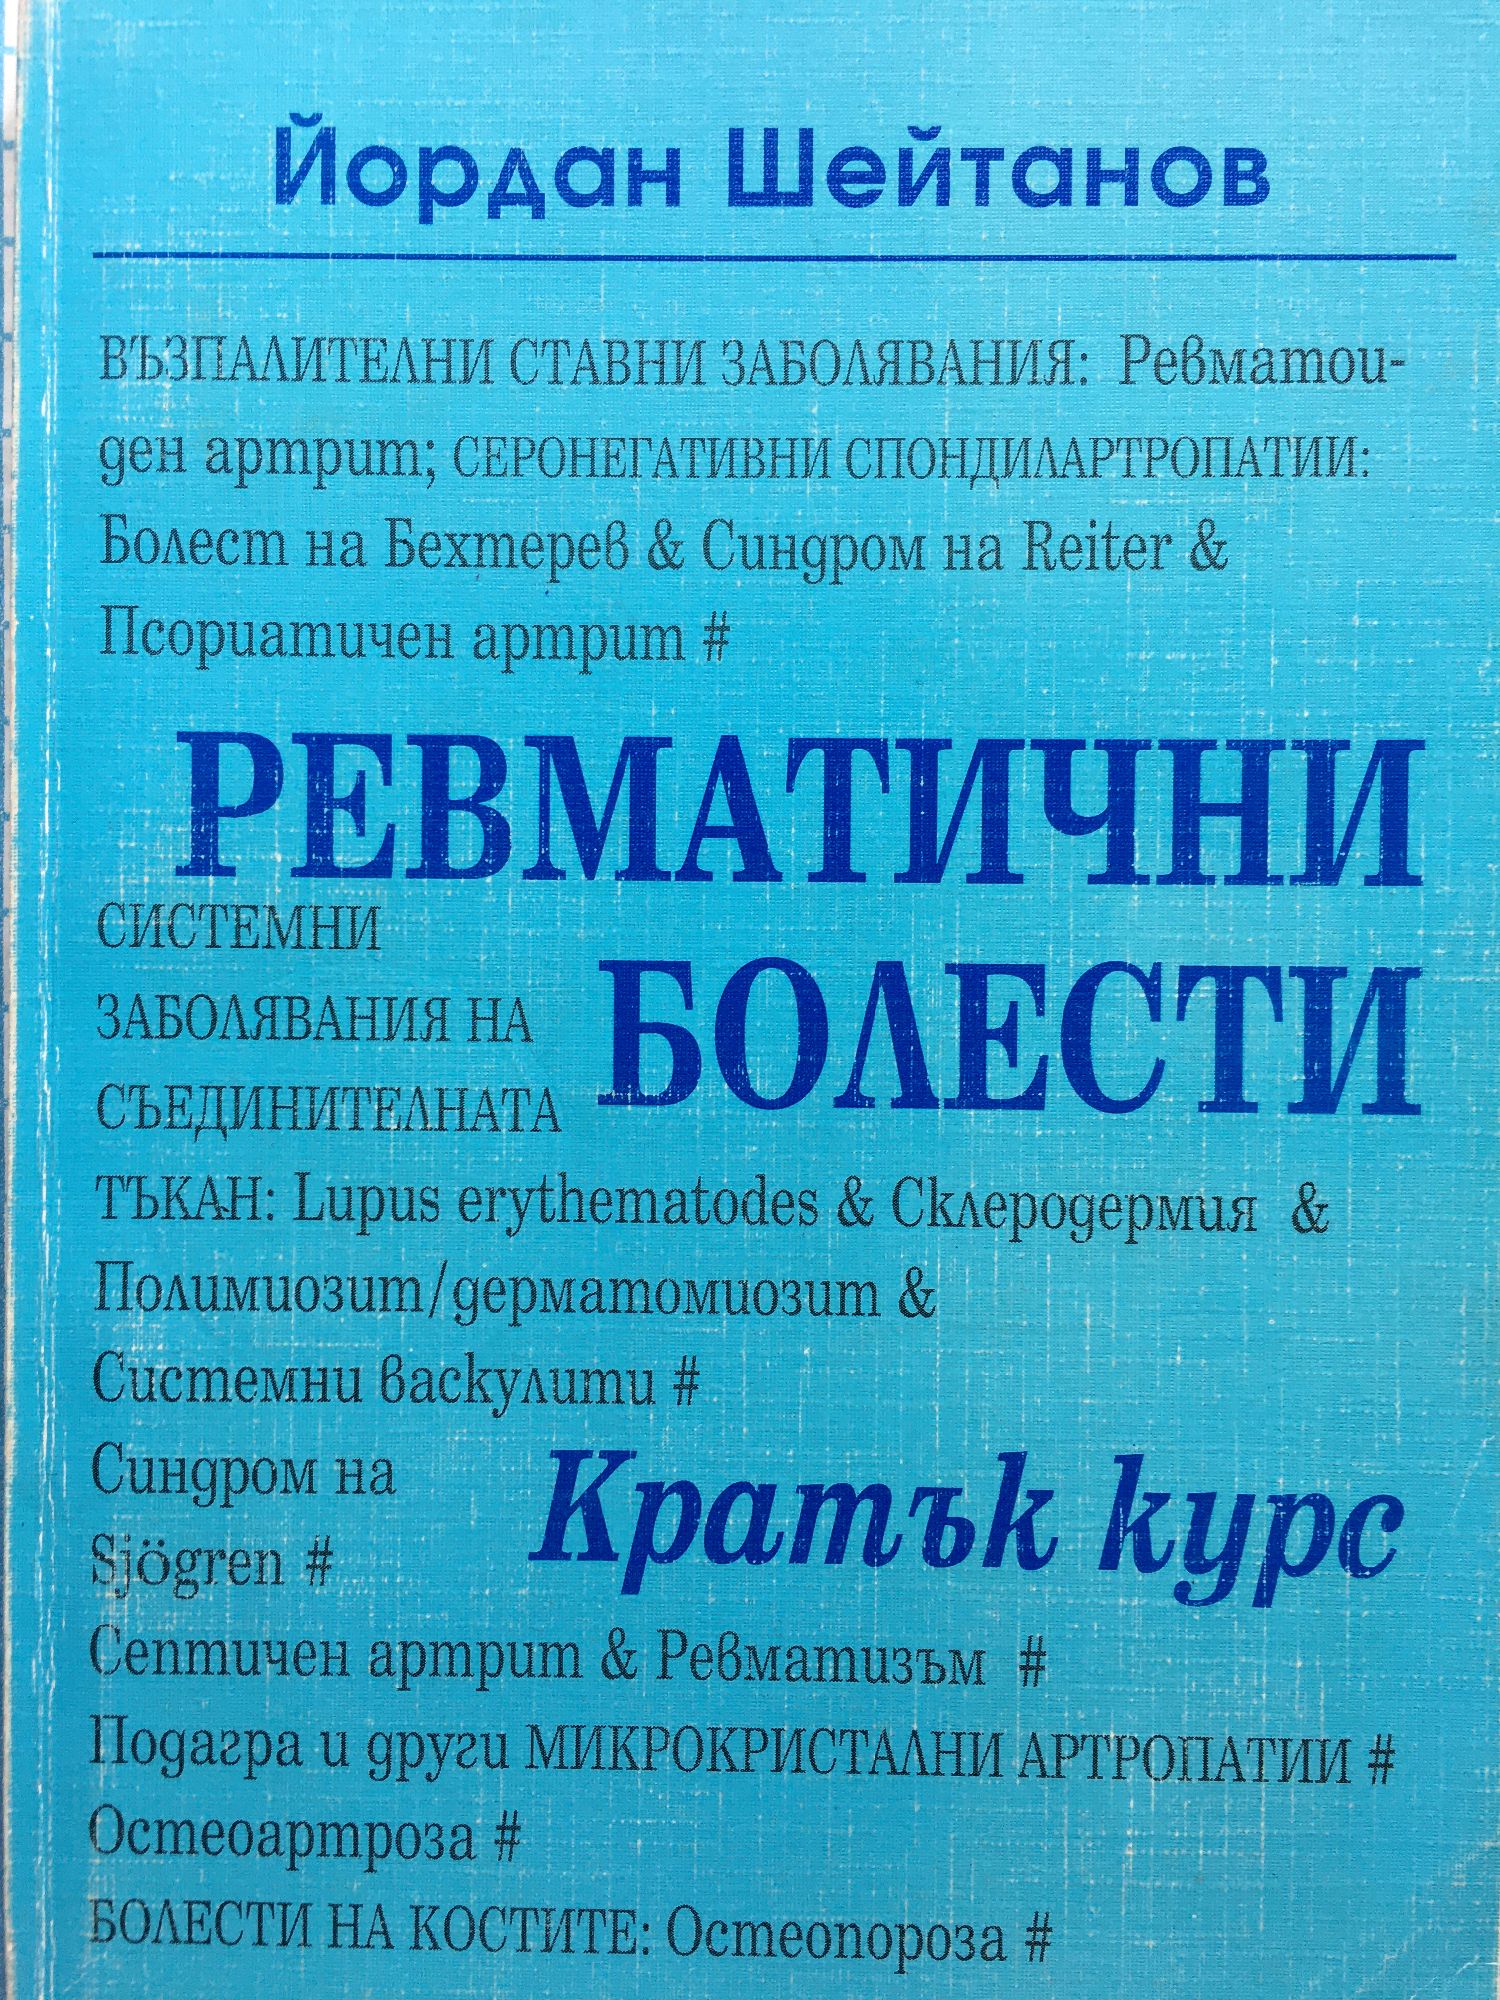 Йордан Шейтанов
ВЪЗПАЛИТЕЛНИ СТАВНИ ЗАБОЛЯВАНИЯ: Ревматои-
ден артрит; СЕРОНЕГАТИВНИ СПОНДИЛАРТРОПАТИИ:
Болест на Бехтерев & Синдром на Reiter &
Псориатичен артрит #
РЕВМАТИЧНИ
БОЛЕСТИ
СИСТЕМНИ
ЗАБОЛЯВАНИЯ НА
СЪЕДИНИТЕЛНАТА
ТЪКАН: Lupus erythematodes & Склеродермия &
Полимиозит/дерматомиозит &
Системни васкулити #
Синдром на
Sjögren #
Кратък курс
Септичен артрит & Ревматизъм #
Подагра и други МИКРОКРИСТАЛНИ АРТРОПАТИИ #
Остеоартроза #
БОЛЕСТИ НА КОСТИТЕ: Остеопороза #